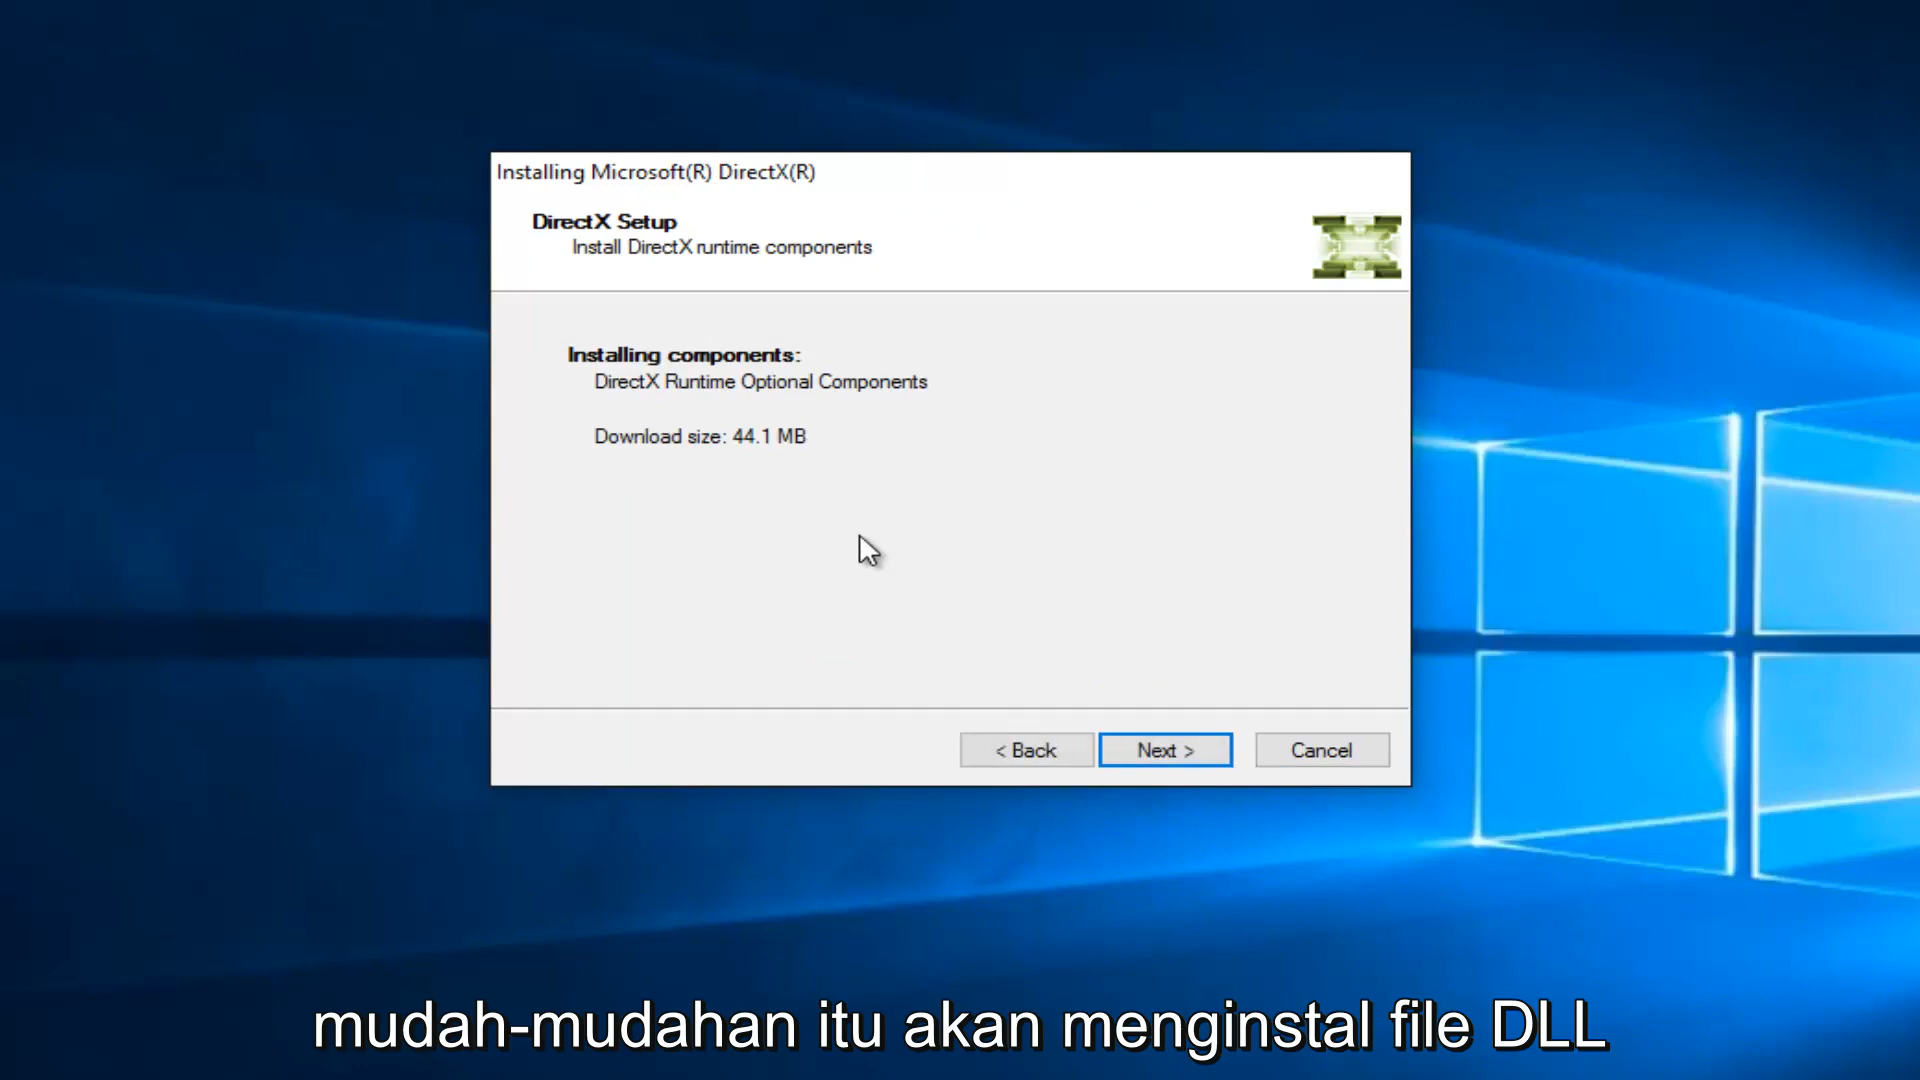 Installing Microsoft(R) DirectX(R)
DirectX Setup
Install DirectX runtime components
Installing components:
DirectX Runtime Optional Components
Download size: 44.1 MB
< Back
Next >
Cancel
mudah-mudahan itu akan menginstal file DLL